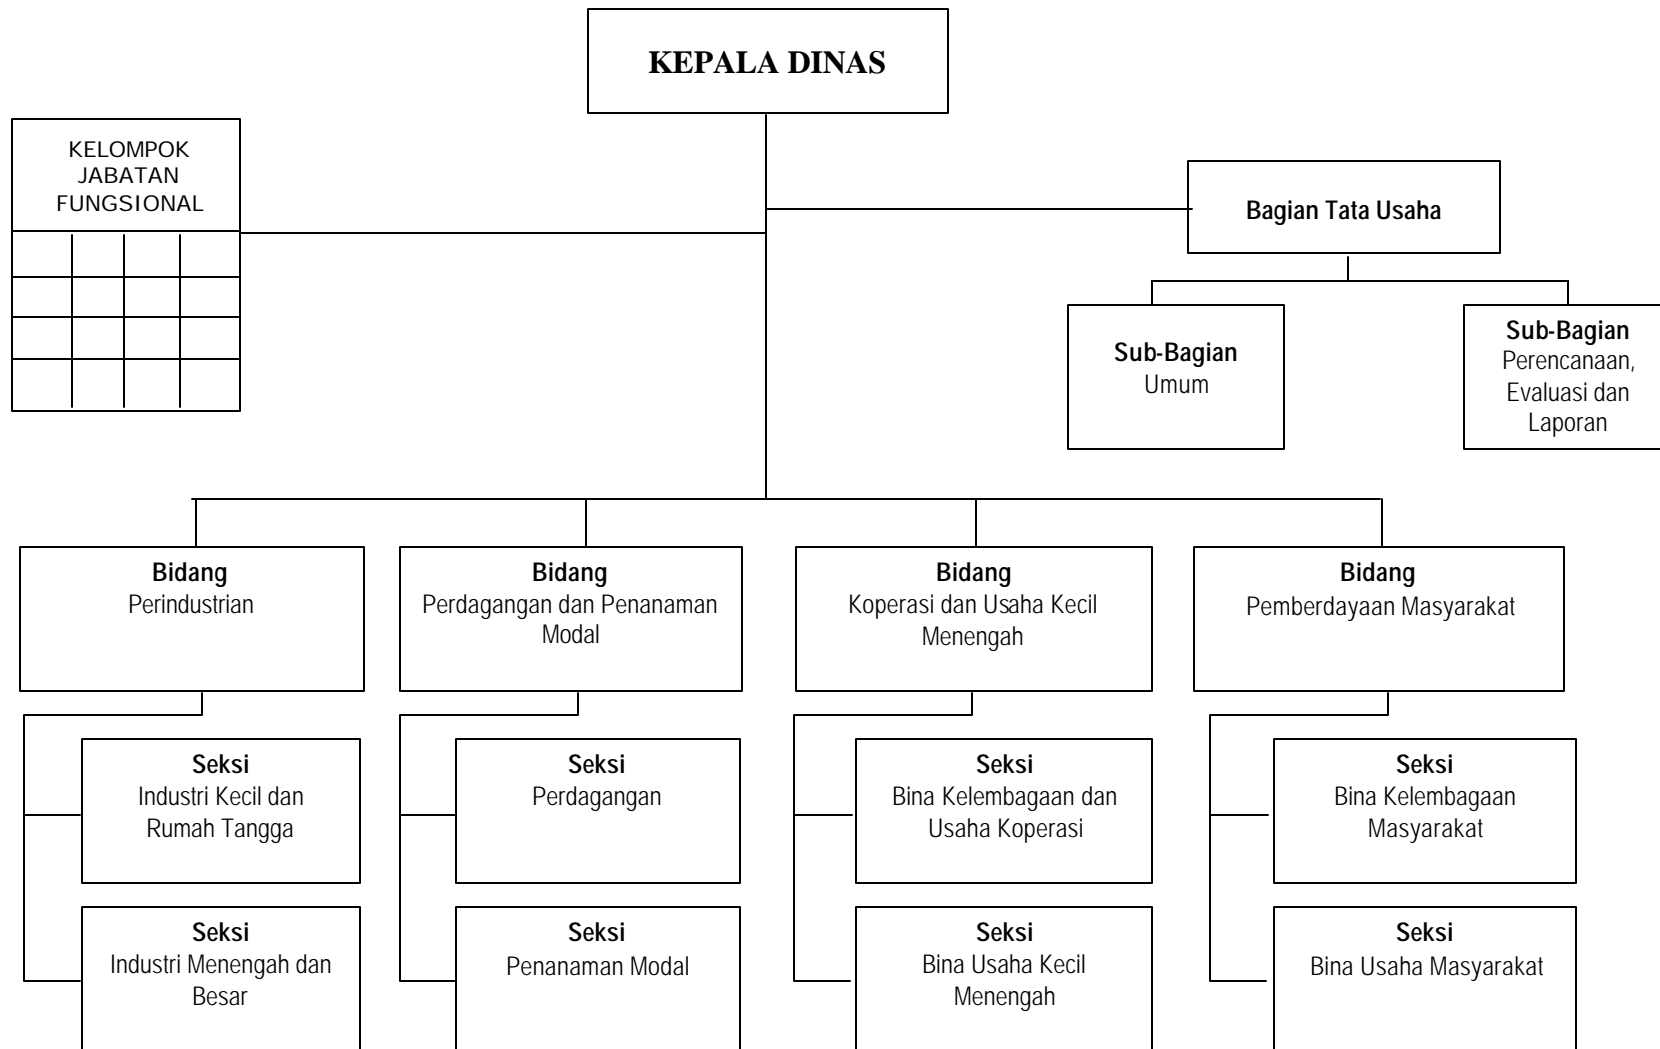 KEPALA DINAS
KELOMPOK
JABATAN
FUNGSIONAL
Bagian Tata Usaha
Sub-Bagian
Umum
Sub-Bagian
Perencanaan,
Evaluasi dan
Laporan
Bidang
Perindustrian
Bidang
Perdagangan dan Penanaman
Modal
Bidang
Koperasi dan Usaha Kecil
Menengah
Bidang
Pemberdayaan Masyarakat
Seksi
Industri Kecil dan
Rumah Tangga
Seksi
Perdagangan
Seksi
Bina Kelembagaan dan
Usaha Koperasi
Seksi
Bina Kelembagaan
Masyarakat
Seksi
Industri Menengah dan
Besar
Seksi
Penanaman Modal
Seksi
Bina Usaha Kecil
Menengah
Seksi
Bina Usaha Masyarakat